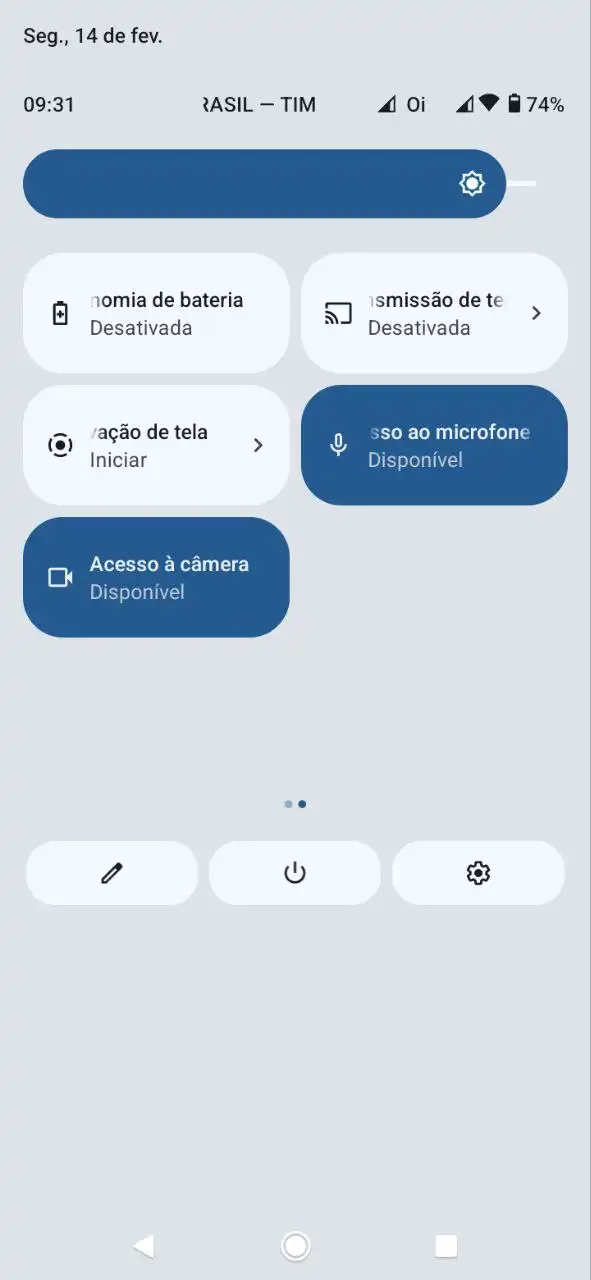 Seg., 14 de fev.
09:31 RASIL — TIM Oi 74%
nomia de bateria
Desativada
nsmissão de te
Desativada
vação de tela
Iniciar
sso ao microfone
Disponível
Acesso à câmera
Disponível